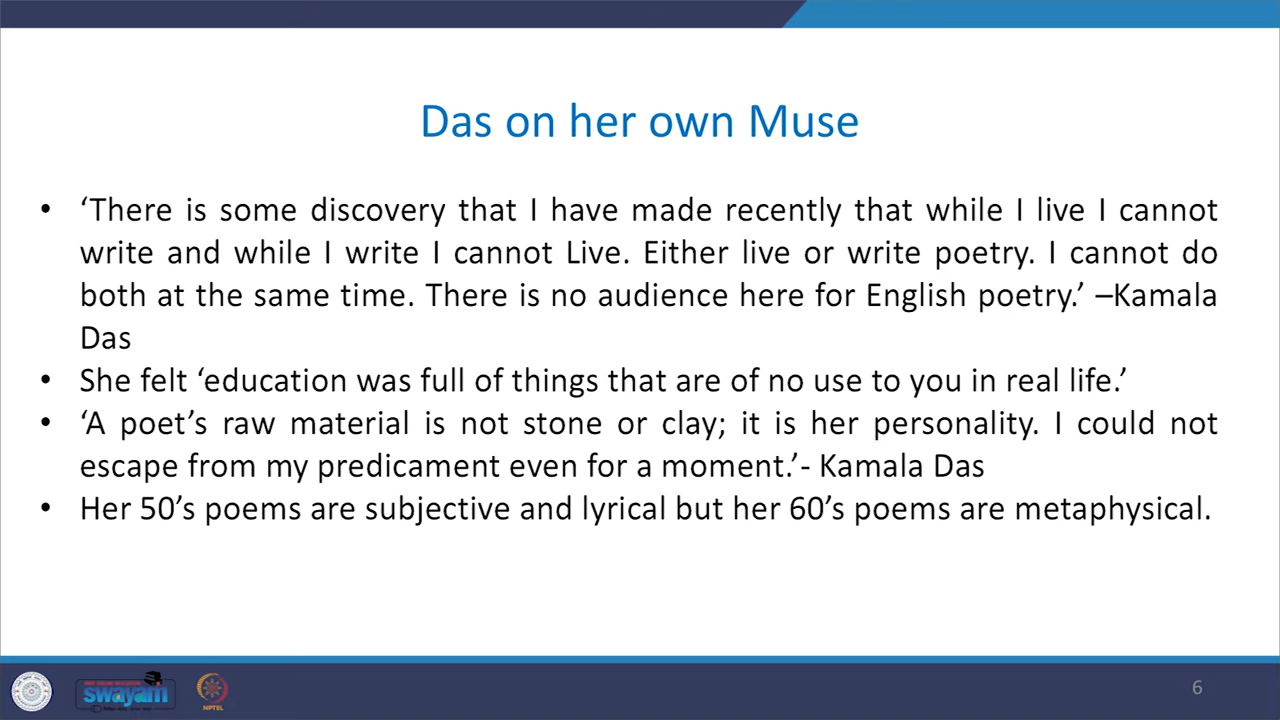 Das on her own Muse
• ‘There is some discovery that I have made recently that while I live I cannot
write and while I write I cannot Live. Either live or write poetry. I cannot do
both at the same time. There is no audience here for English poetry.’ –Kamala
Das
• She felt ‘education was full of things that are of no use to you in real life.’
• ‘A poet’s raw material is not stone or clay; it is her personality. I could not
escape from my predicament even for a moment.’- Kamala Das
• Her 50’s poems are subjective and lyrical but her 60’s poems are metaphysical.
swayam
NPTEL
6